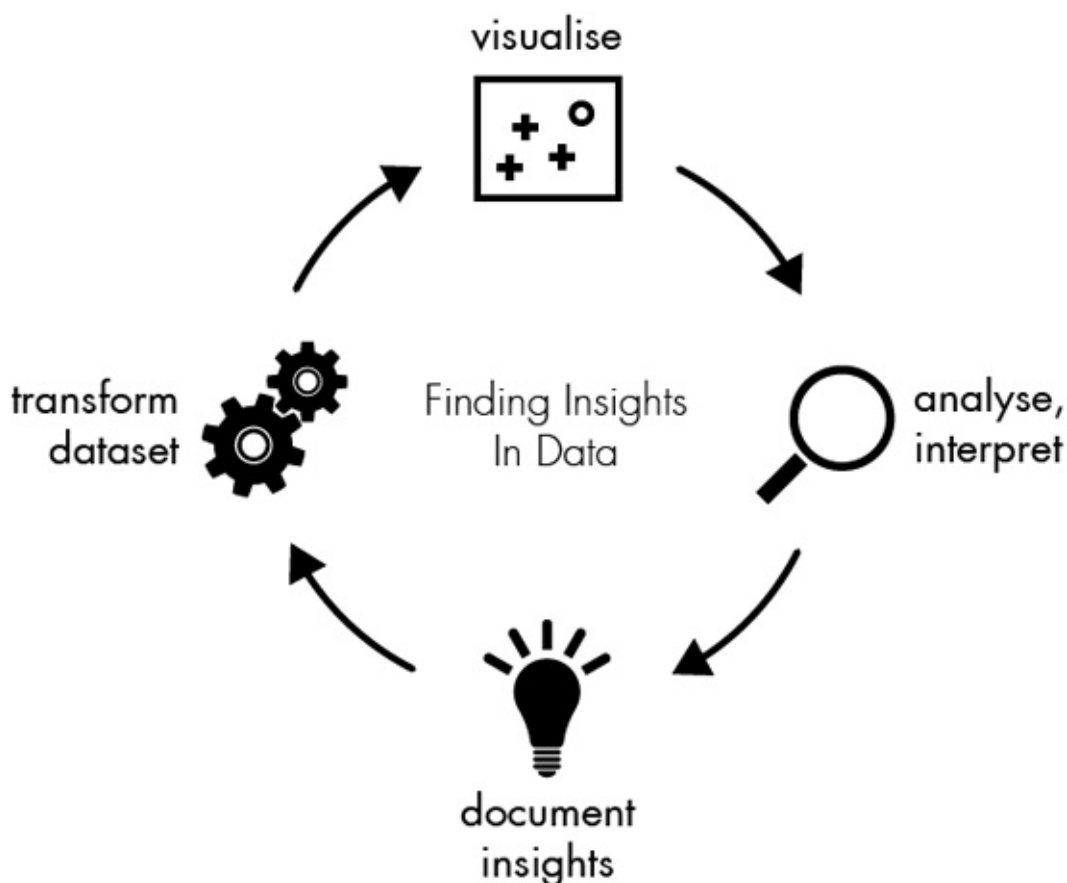 visualise
transform
dataset
Finding Insights
In Data
analyse,
interpret
document
insights